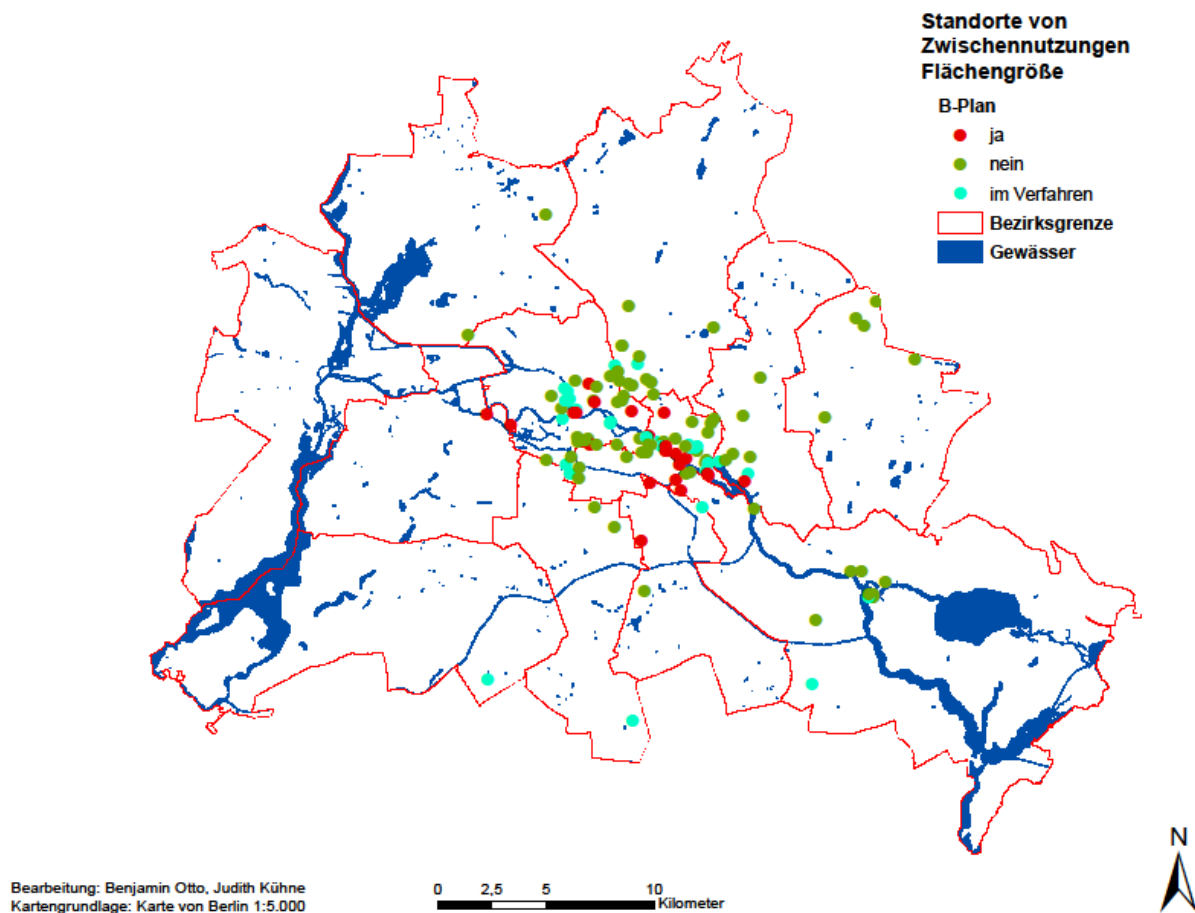 Standorte von
Zwischennutzungen
Flächengröße
B-Plan
ja
nein
im Verfahren
Bezirksgrenze
Gewässer
N
Bearbeitung: Benjamin Otto, Judith Kühne
Kartengrundlage: Karte von Berlin 1:5.000
0 2,5 5 10
Kilometer